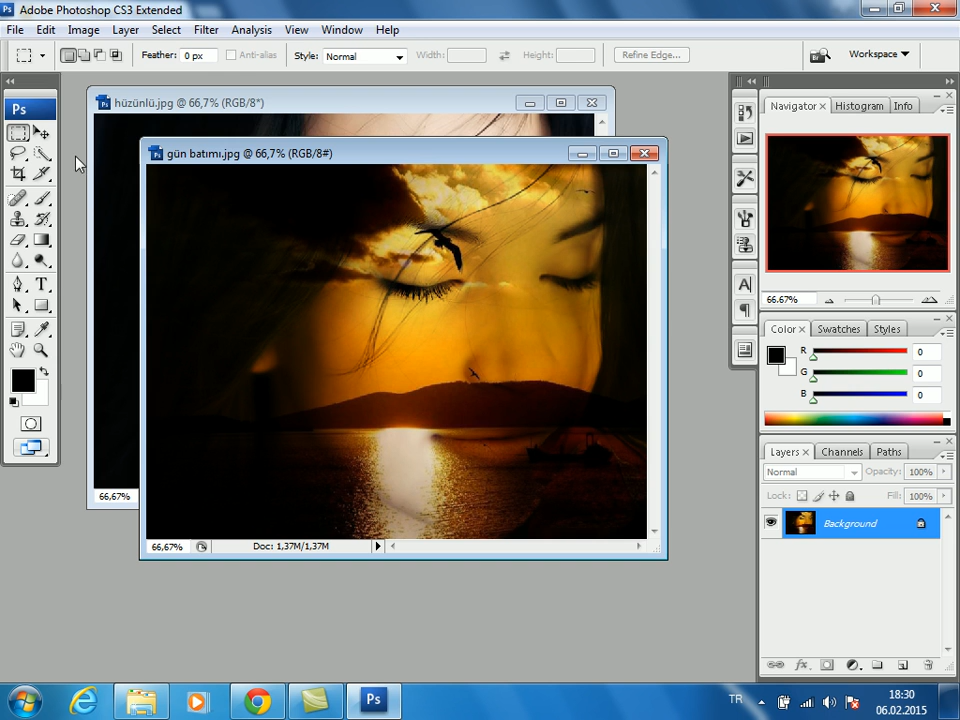 Ps Adobe Photoshop CS3 Extended
File Edit Image Layer Select Filter Analysis View Window Help
Feather: 0 px Anti-alias Style: Normal Width: Height: Refine Edge... Br Workspace
Ps
hüzünlü.jpg @ 66,7% (RGB/8*)
gün batımı.jpg @ 66,7% (RGB/8#)
66,67%
66,67% Doc: 1,37M/1,37M
Navigator Histogram Info
66.67%
Color Swatches Styles
R 0
G 0
B 0
Layers Channels Paths
Normal Opacity: 100%
Lock: Fill: 100%
Background
Ps TR 18:30
06.02.2015